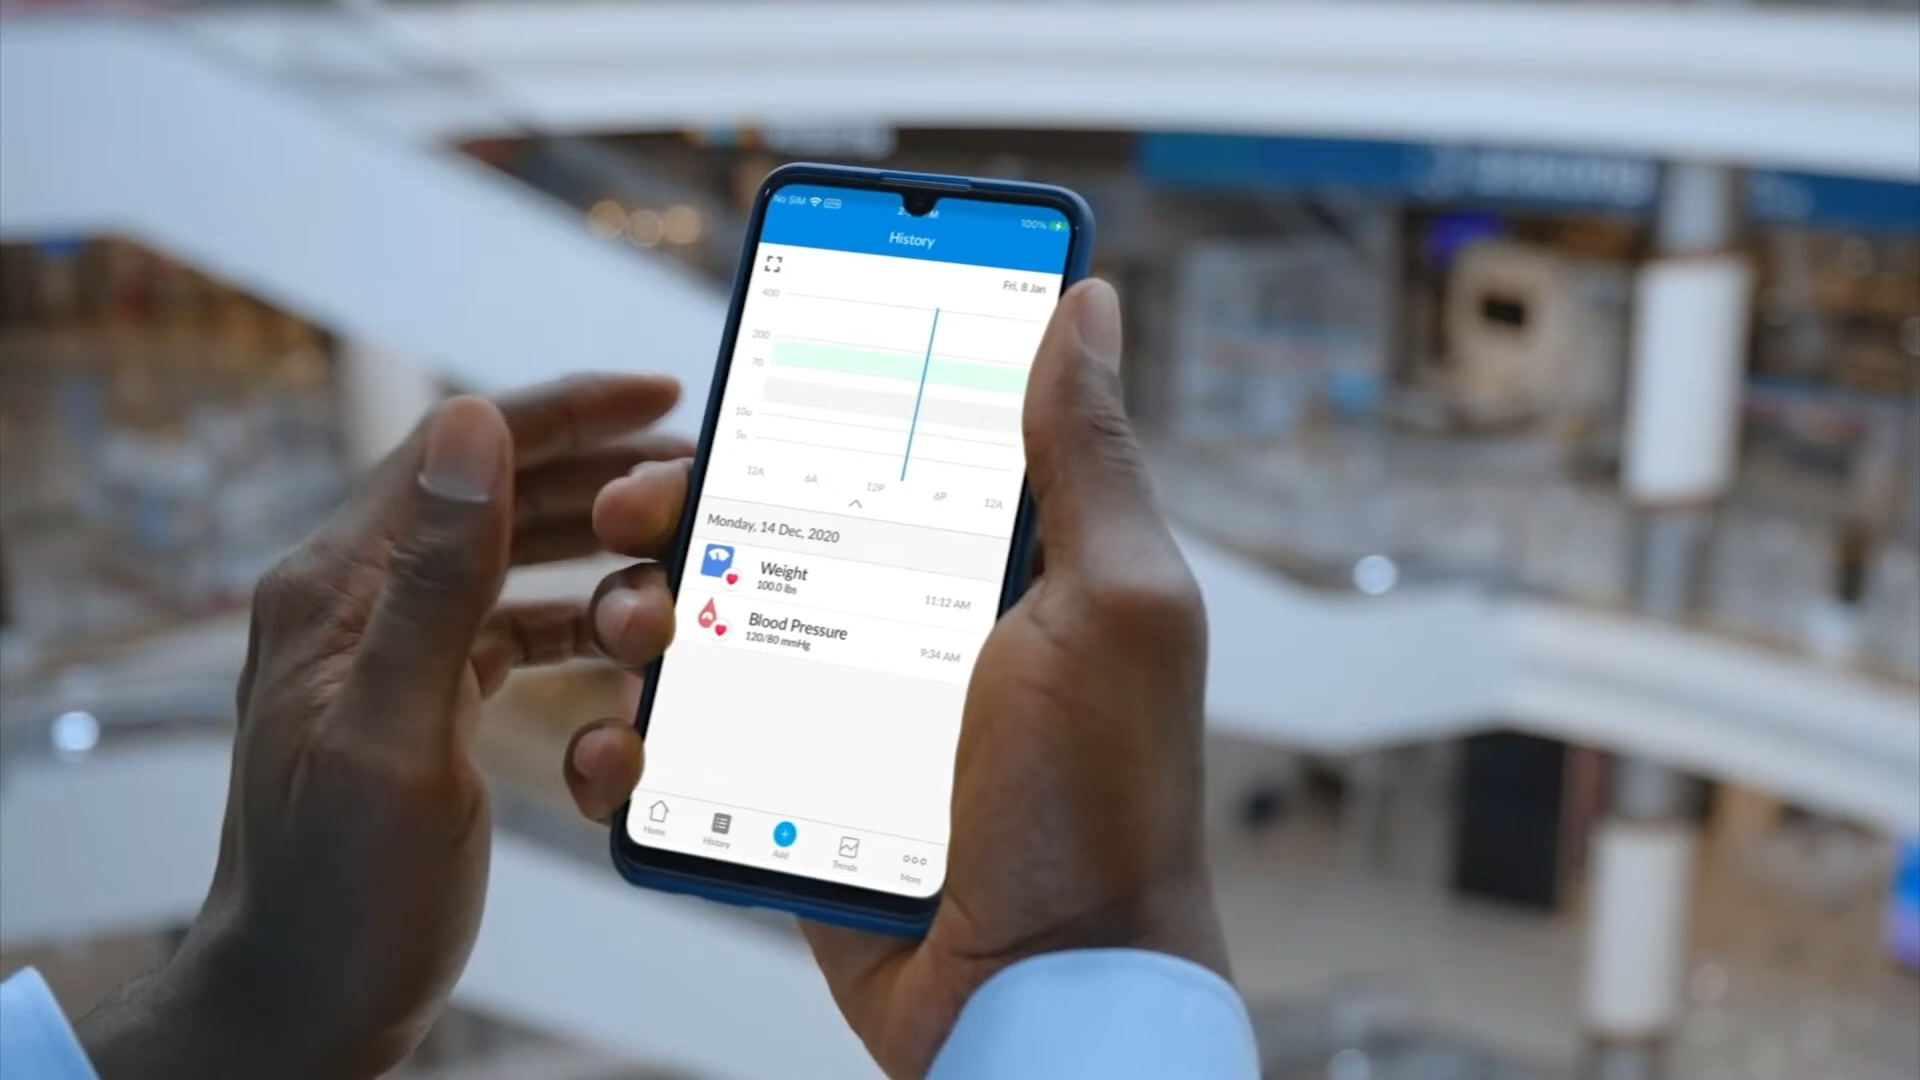 No SIM
100%
History
Fri, 8 Jan
400
200
70
10u
5u
12A 6A 12P 6P 12A
Monday, 14 Dec, 2020
Weight
100.0 lbs
11:12 AM
Blood Pressure
120/80 mmHg
9:34 AM
Home History Add Trends More